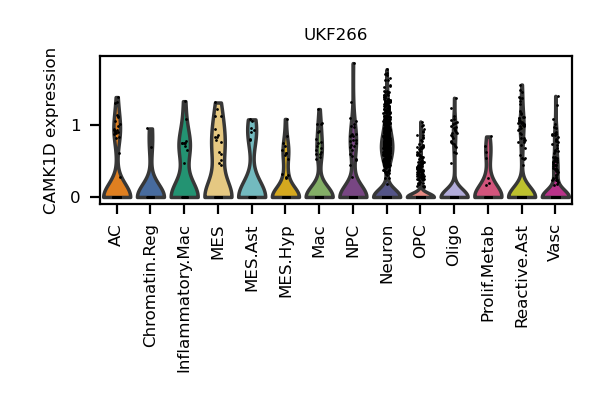 UKF266
CAMK1D expression
1
0
AC
Chromatin.Reg
Inflammatory.Mac
MES
MES.Ast
MES.Hyp
Mac
NPC
Neuron
OPC
Oligo
Prolif.Metab
Reactive.Ast
Vasc